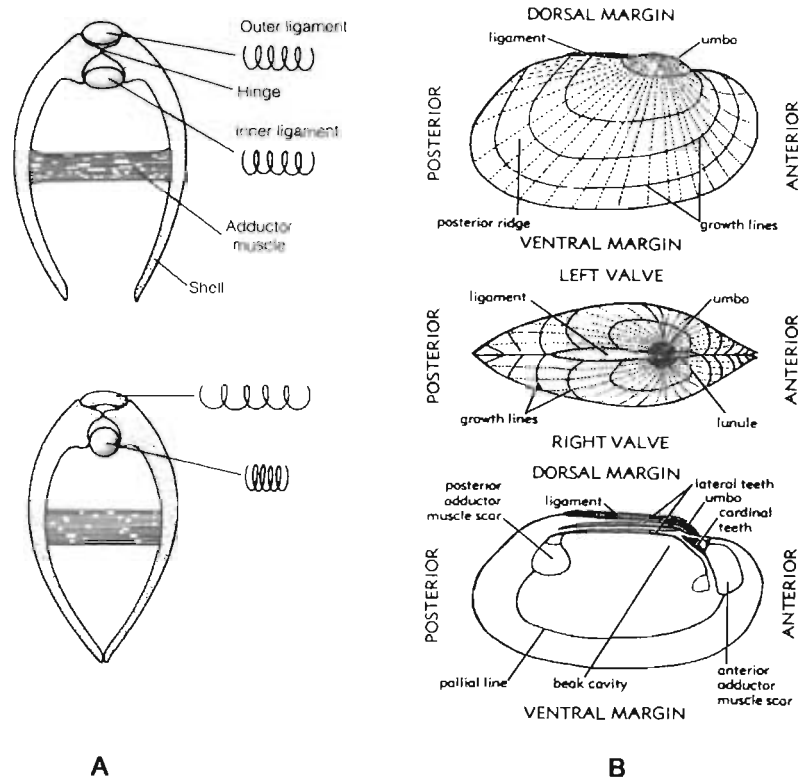 Outer ligament
Hinge
Inner ligament
Adductor
muscle
Shell
A
DORSAL MARGIN
ligament
umbo
POSTERIOR
ANTERIOR
posterior ridge
growth lines
VENTRAL MARGIN
LEFT VALVE
ligament
umbo
POSTERIOR
ANTERIOR
growth lines
lunule
RIGHT VALVE
DORSAL MARGIN
posterior
adductor
muscle scar
ligament
lateral teeth
umbo
cardinal
teeth
POSTERIOR
ANTERIOR
pallial line
beak cavity
anterior
adductor
muscle scar
VENTRAL MARGIN
B